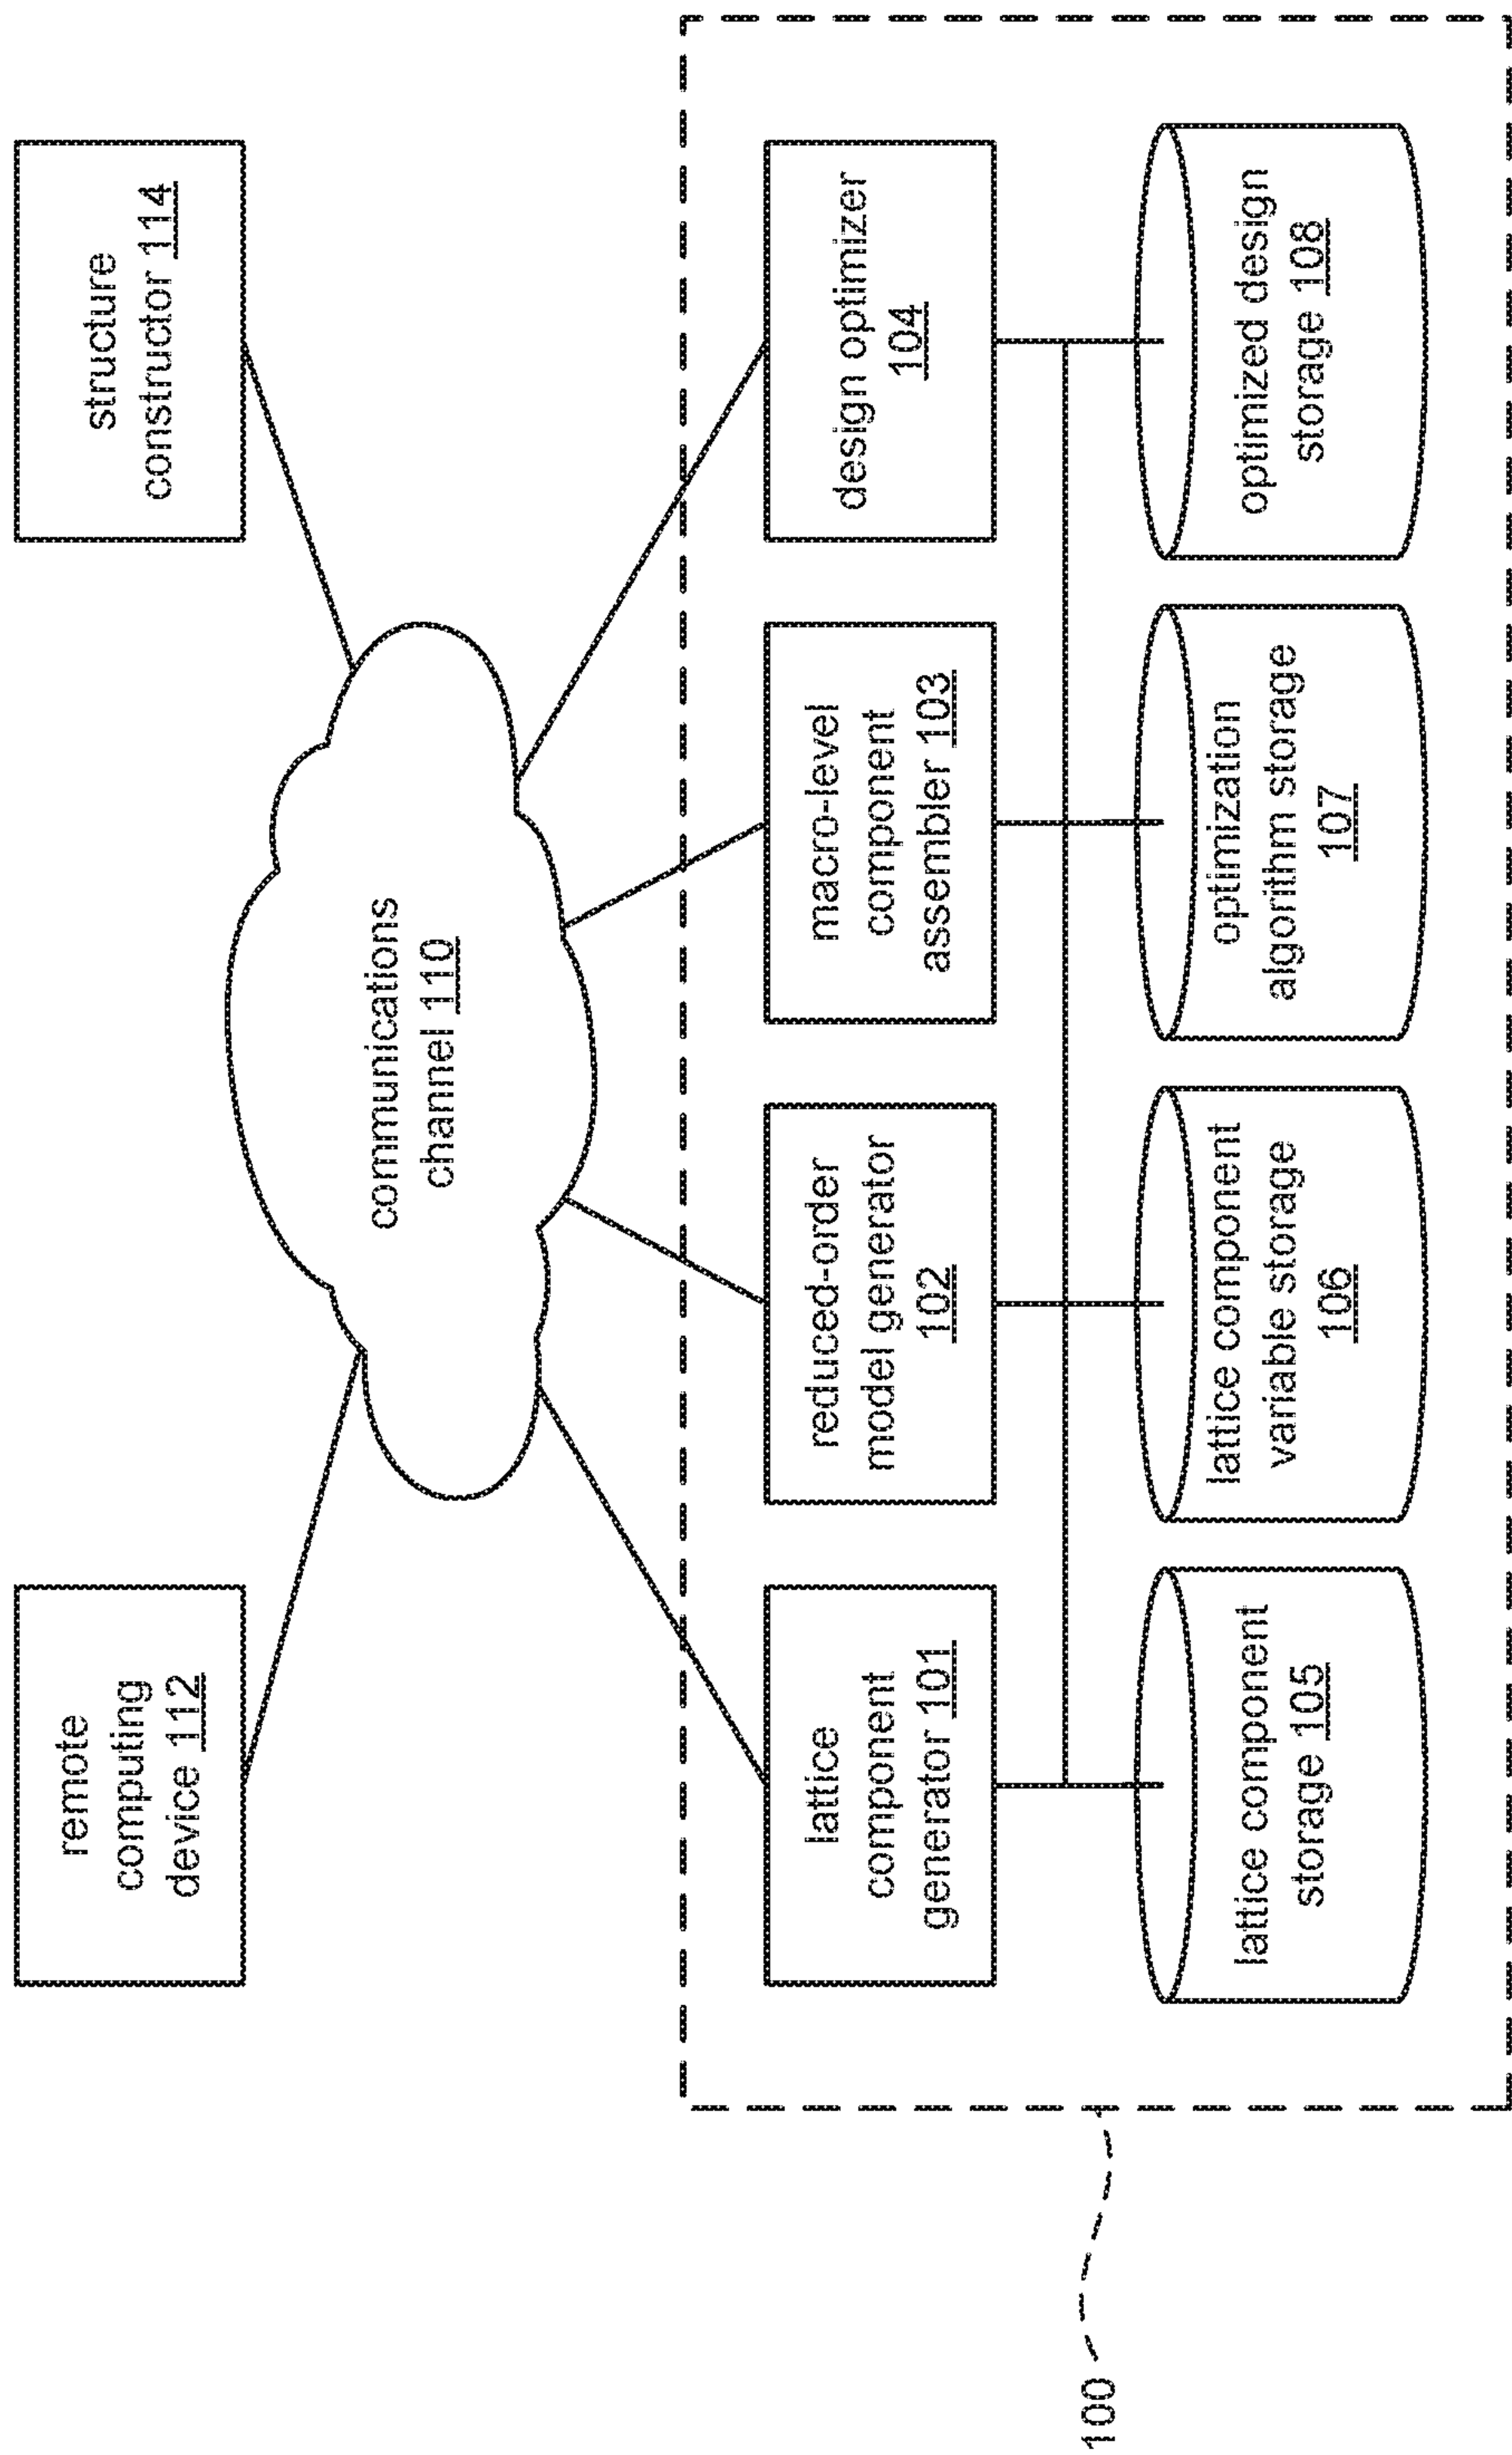 remote
computing
device 112
structure
constructor 114
communications
channel 110
lattice
component
generator 101
reduced-order
model generator
102
macro-level
component
assembler 103
design optimizer
104
lattice component
storage 105
lattice component
variable storage
106
optimization
algorithm storage
107
optimized design
storage 108
100